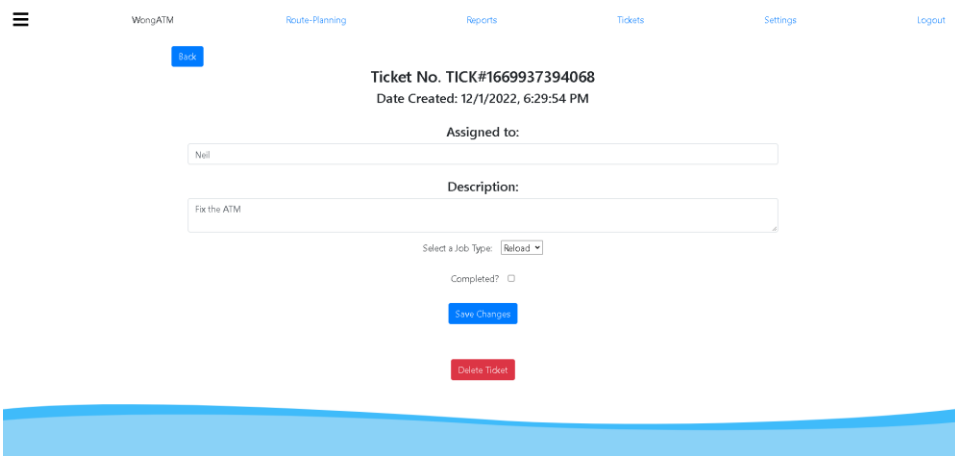 WongATM Route-Planning Reports Tickets Settings Logout
Back
Ticket No. TICK#1669937394068
Date Created: 12/1/2022, 6:29:54 PM
Assigned to:
Neil
Description:
Fix the ATM
Select a Job Type: Reload
Completed?
Save Changes
Delete Ticket